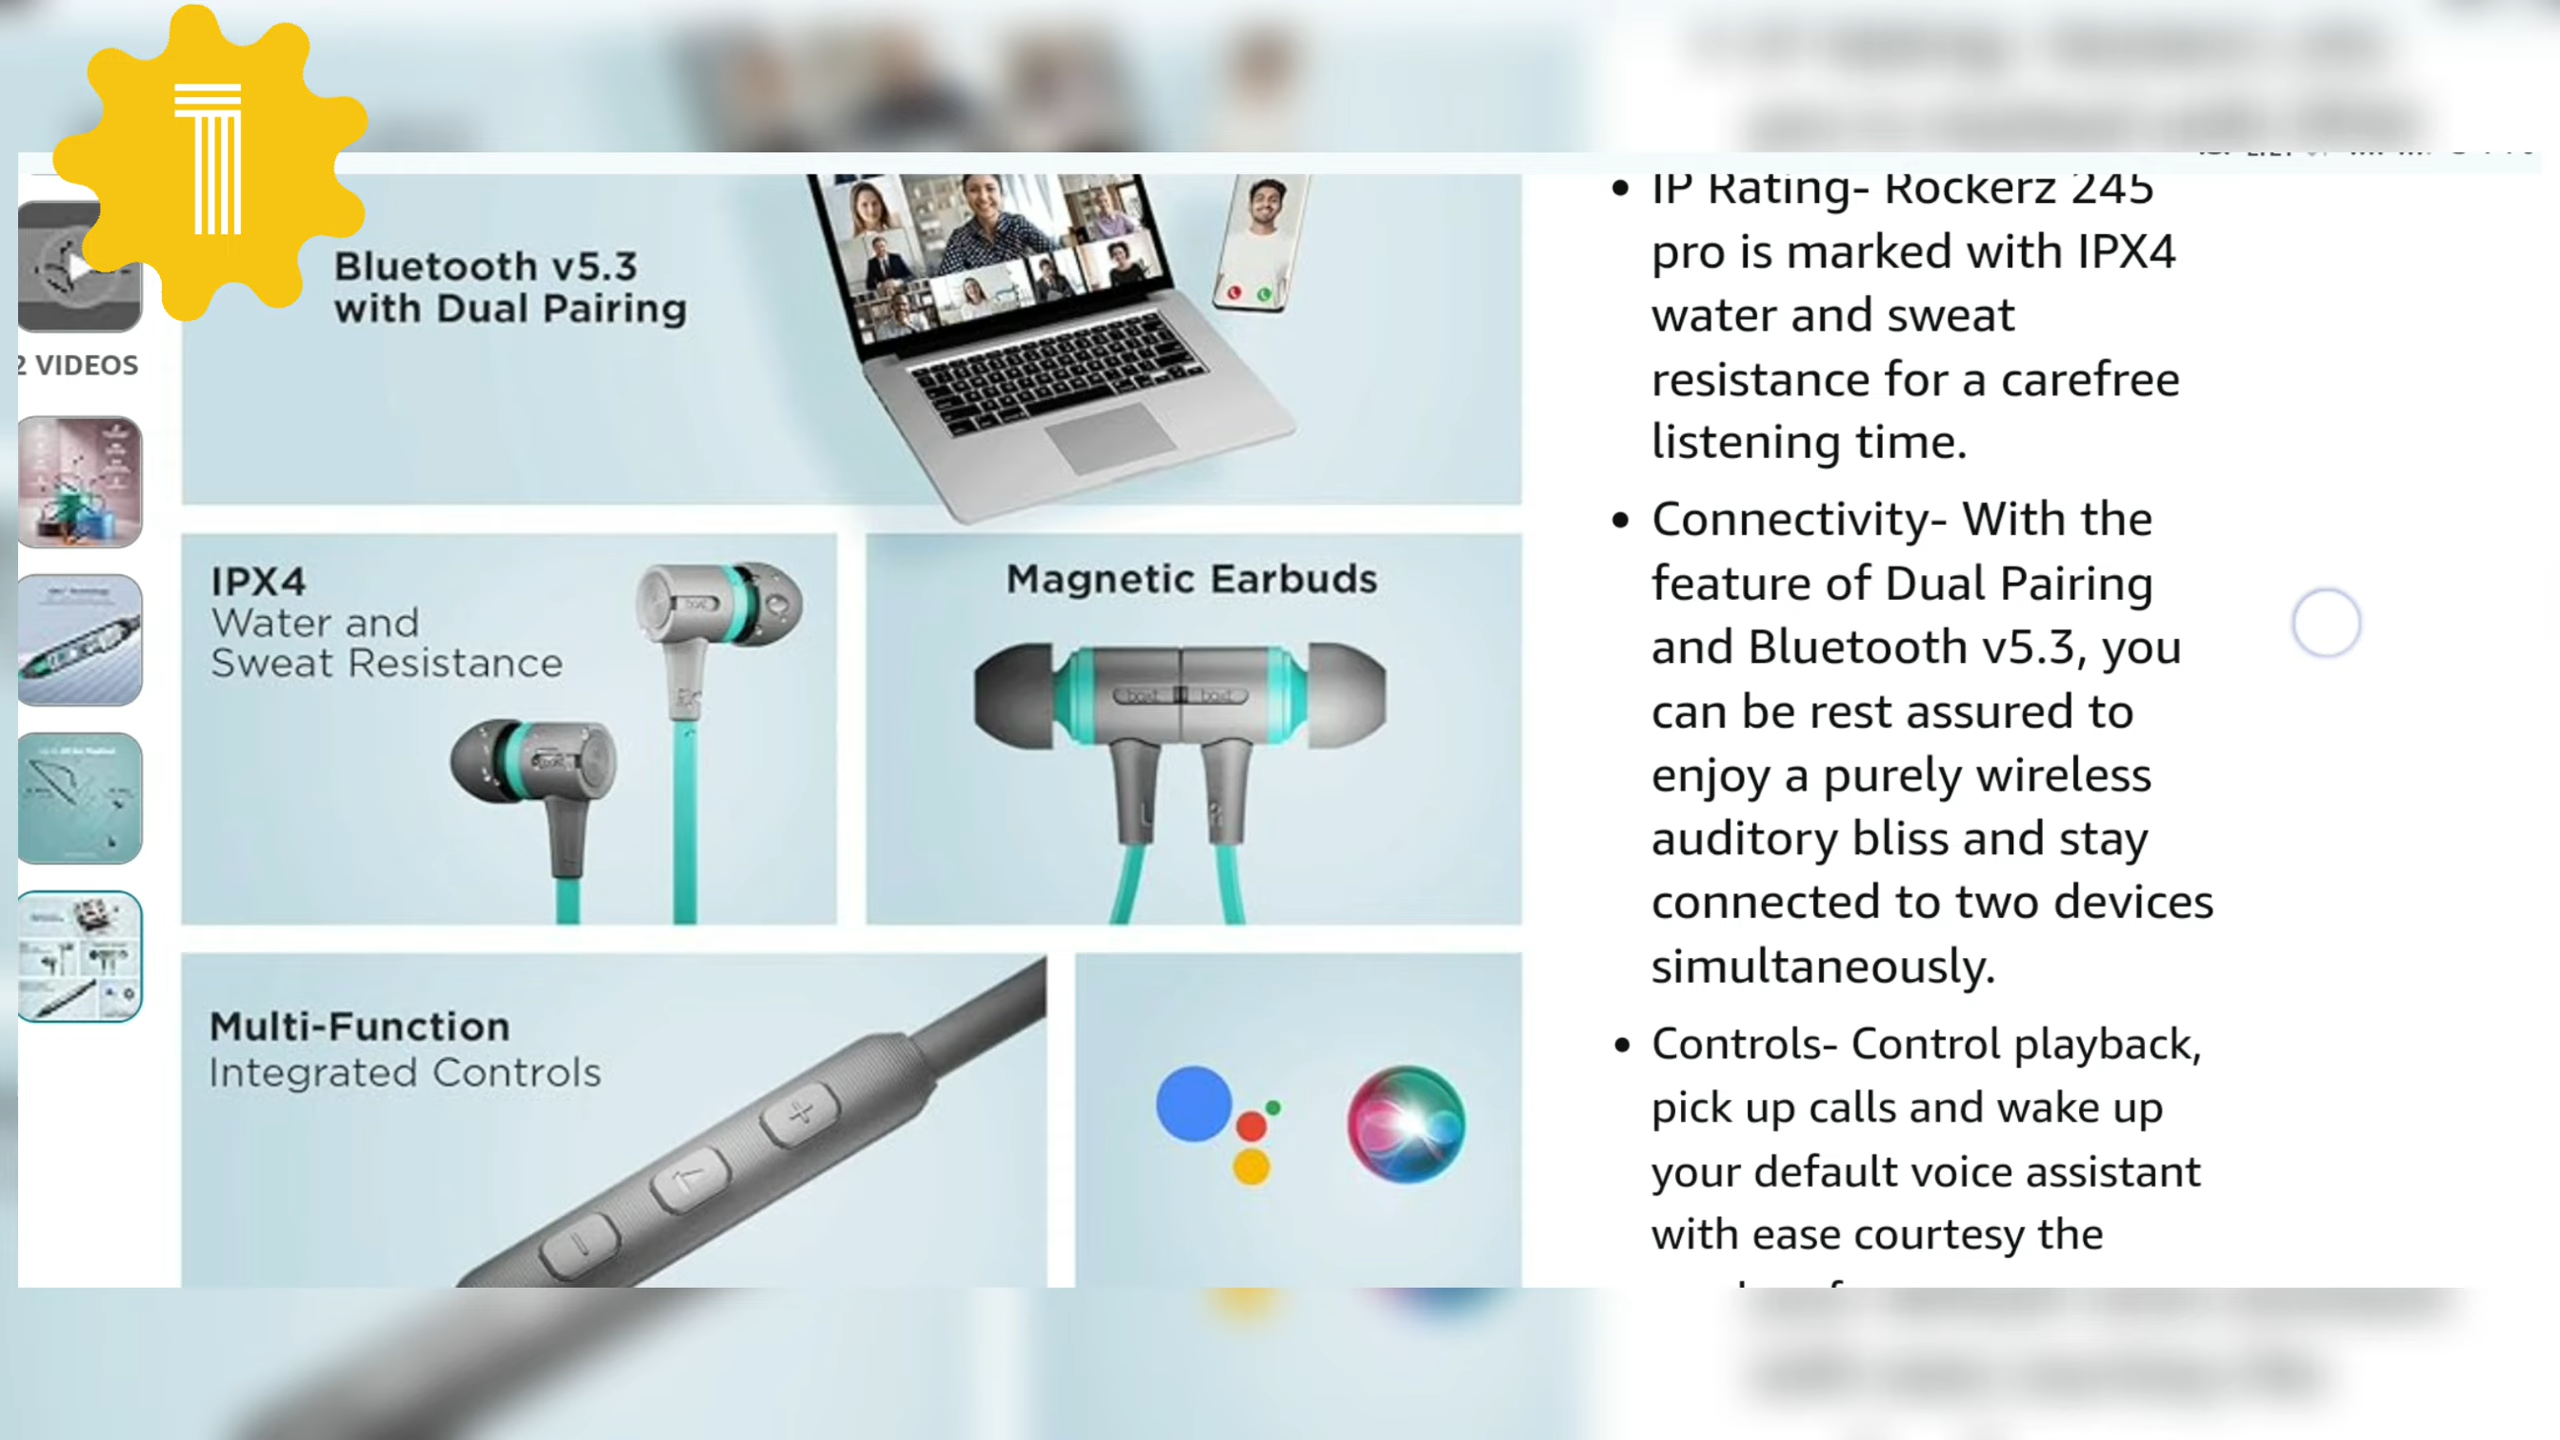 2 VIDEOS
Bluetooth v5.3
with Dual Pairing
IPX4
Water and
Sweat Resistance
boat
Magnetic Earbuds
boat boat
Multi-Function
Integrated Controls
• IP Rating- Rockerz 245
pro is marked with IPX4
water and sweat
resistance for a carefree
listening time.
• Connectivity- With the
feature of Dual Pairing
and Bluetooth v5.3, you
can be rest assured to
enjoy a purely wireless
auditory bliss and stay
connected to two devices
simultaneously.
• Controls- Control playback,
pick up calls and wake up
your default voice assistant
with ease courtesy the